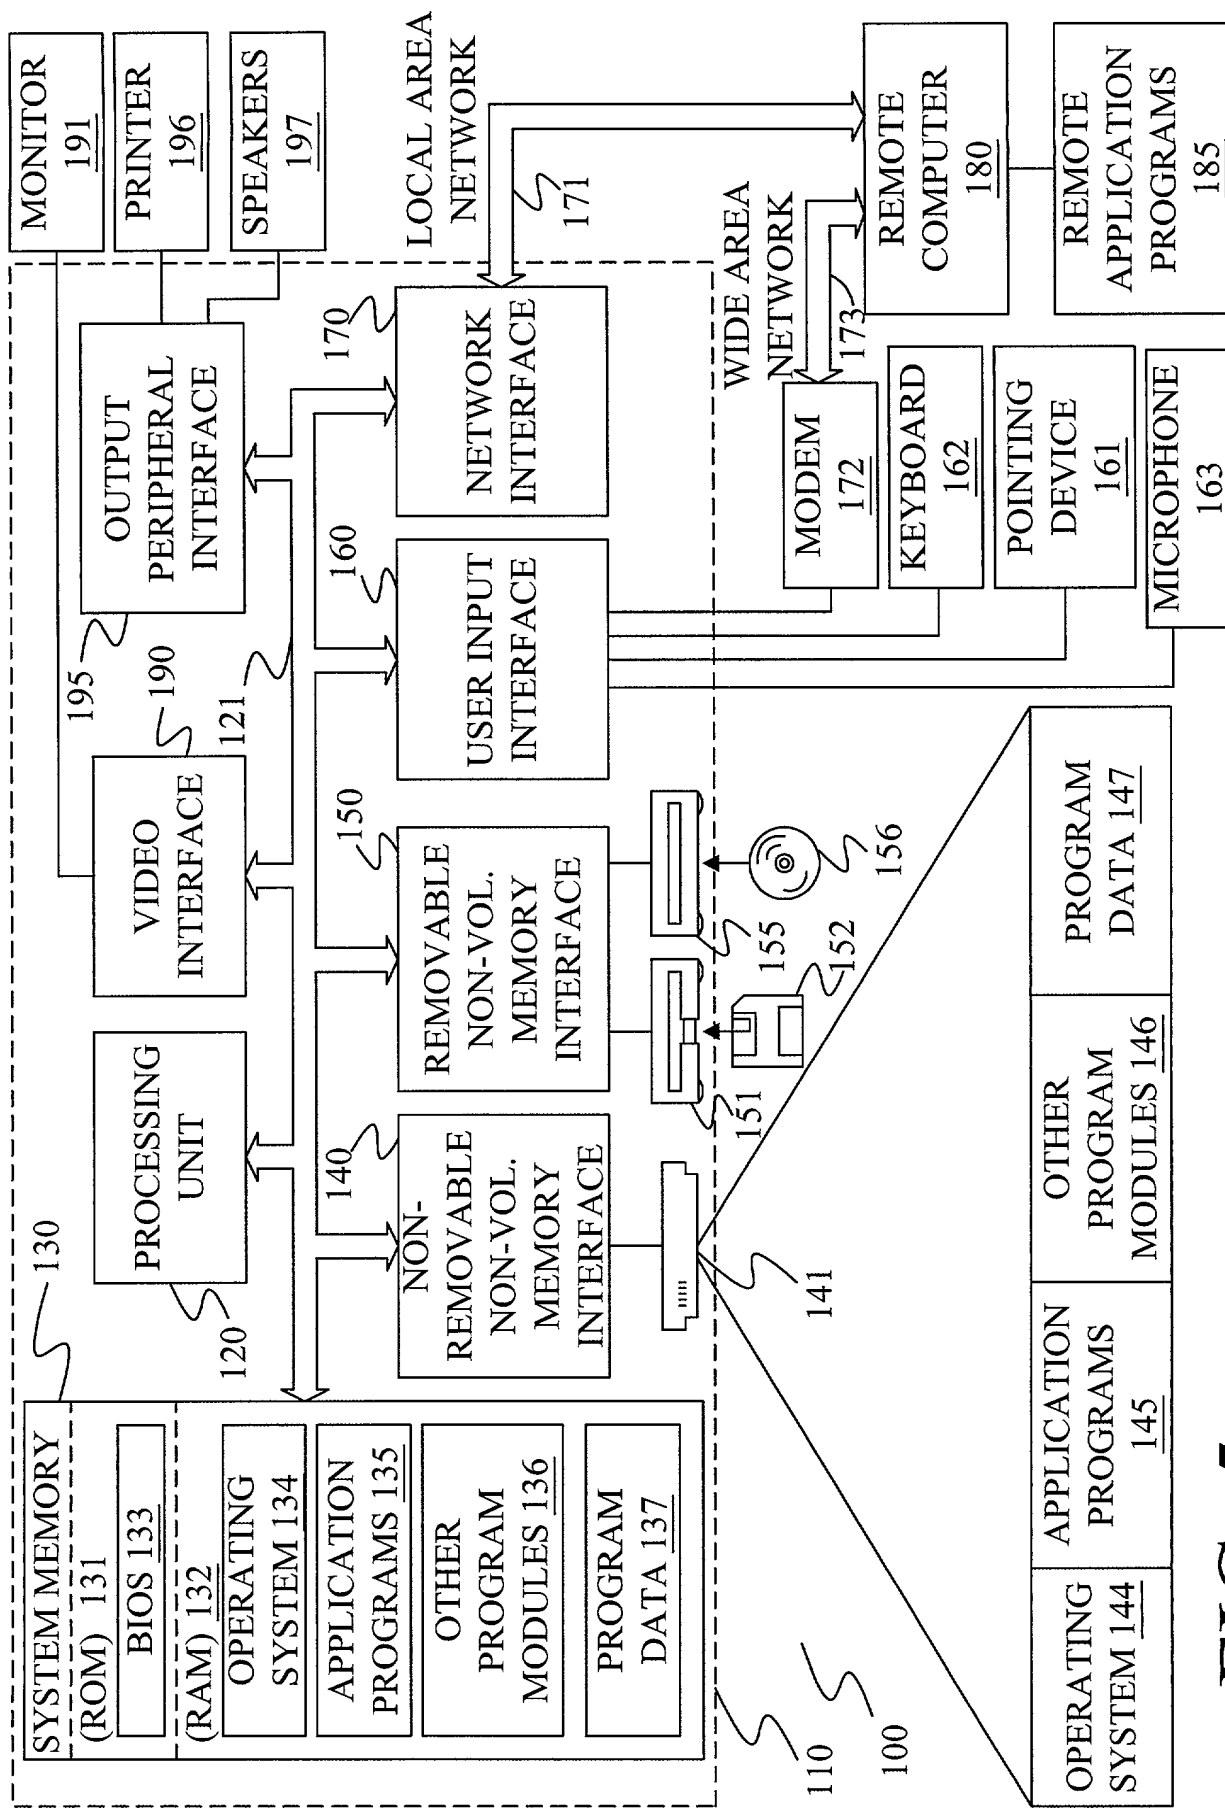 SYSTEM MEMORY
(ROM) 131
BIOS 133
(RAM) 132
OPERATING
SYSTEM 134
APPLICATION
PROGRAMS 135
OTHER
PROGRAM
MODULES 136
PROGRAM
DATA 137
130
120
PROCESSING
UNIT
VIDEO
INTERFACE
190
121
195
OUTPUT
PERIPHERAL
INTERFACE
MONITOR
191
PRINTER
196
SPEAKERS
197
140
NON-
REMOVABLE
NON-VOL.
MEMORY
INTERFACE
150
REMOVABLE
NON-VOL.
MEMORY
INTERFACE
160
USER INPUT
INTERFACE
170
NETWORK
INTERFACE
LOCAL AREA
NETWORK
171
WIDE AREA
NETWORK
173
MODEM
172
KEYBOARD
162
POINTING
DEVICE
161
MICROPHONE
163
REMOTE
COMPUTER
180
REMOTE
APPLICATION
PROGRAMS
185
110
100
141
151
152
155
156
OPERATING
SYSTEM 144
APPLICATION
PROGRAMS
145
OTHER
PROGRAM
MODULES 146
PROGRAM
DATA 147